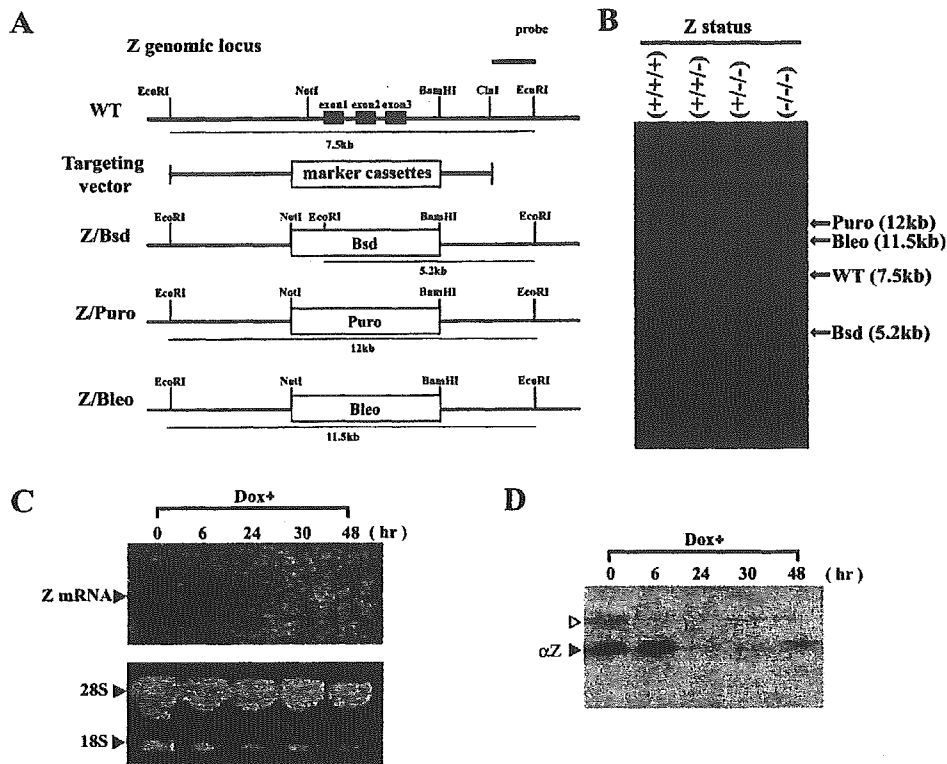 A
Z genomic locus
probe
WT
EcoRI
NotI
exon1 exon2 exon3
BamHI
ClaI
EcoRI
7.5kb
Targeting vector
marker cassettes
Z/Bsd
EcoRI
NotI
EcoRI
BamHI
EcoRI
Bsd
5.2kb
Z/Puro
EcoRI
NotI
BamHI
EcoRI
Puro
12kb
Z/Bleo
EcoRI
NotI
BamHI
EcoRI
Bleo
11.5kb
B
Z status
(+/+/+)
(+/+/-)
(+/-/-)
(-/-/-)
⇐Puro (12kb)
⇐Bleo (11.5kb)
⇐WT (7.5kb)
⇐Bsd (5.2kb)
C
Dox+
0 6 24 30 48 ( hr )
Z mRNA
28S
18S
D
Dox+
0 6 24 30 48 ( hr )
αZ